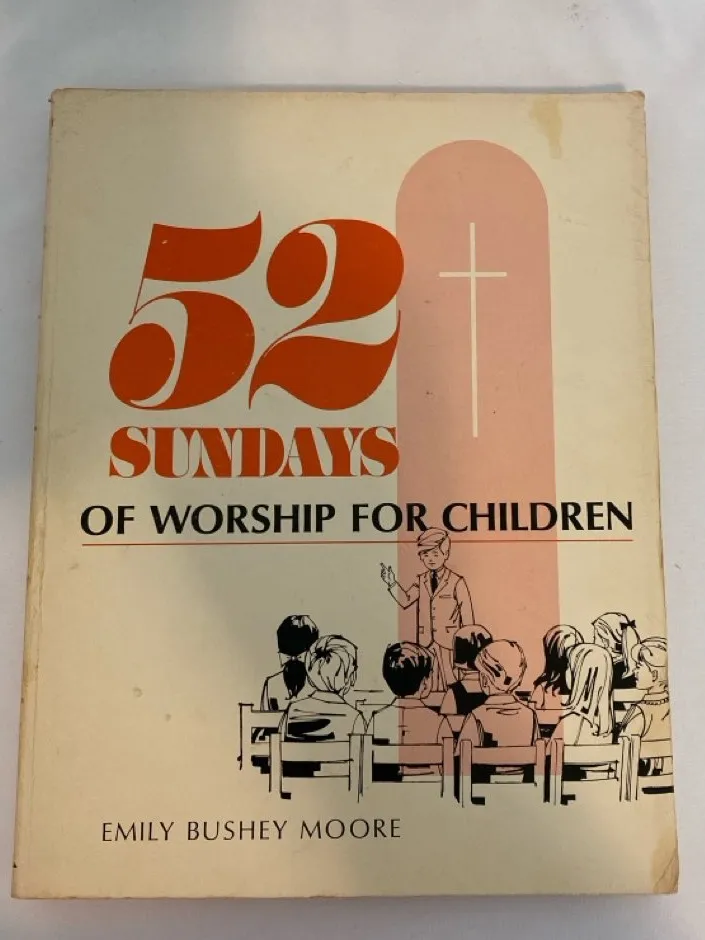 52
SUNDAYS
OF WORSHIP FOR CHILDREN
EMILY BUSHEY MOORE